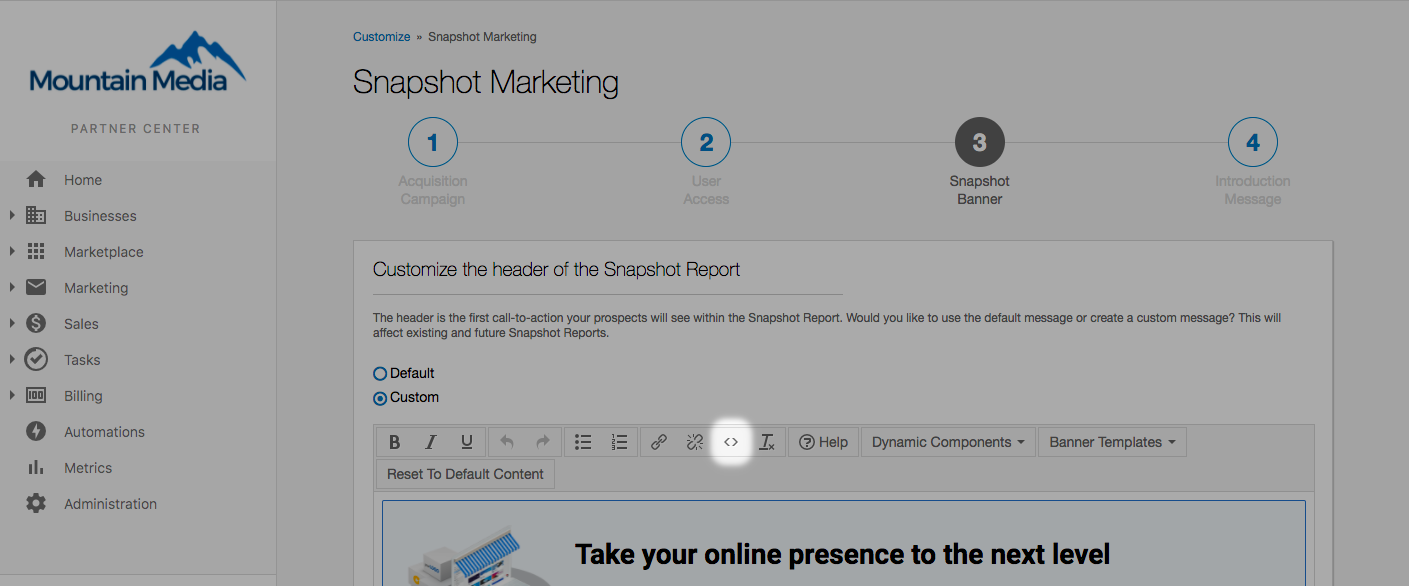 Mountain Media
PARTNER CENTER
Home
Businesses
Marketplace
Marketing
Sales
Tasks
Billing
Automations
Metrics
Administration
Customize » Snapshot Marketing
Snapshot Marketing
1
Acquisition
Campaign
2
User
Access
3
Snapshot
Banner
4
Introduction
Message
Customize the header of the Snapshot Report
The header is the first call-to-action your prospects will see within the Snapshot Report. Would you like to use the default message or create a custom message? This will
affect existing and future Snapshot Reports.
Default
Custom
B I U <> Tx ? Help Dynamic Components Banner Templates
Reset To Default Content
Take your online presence to the next level